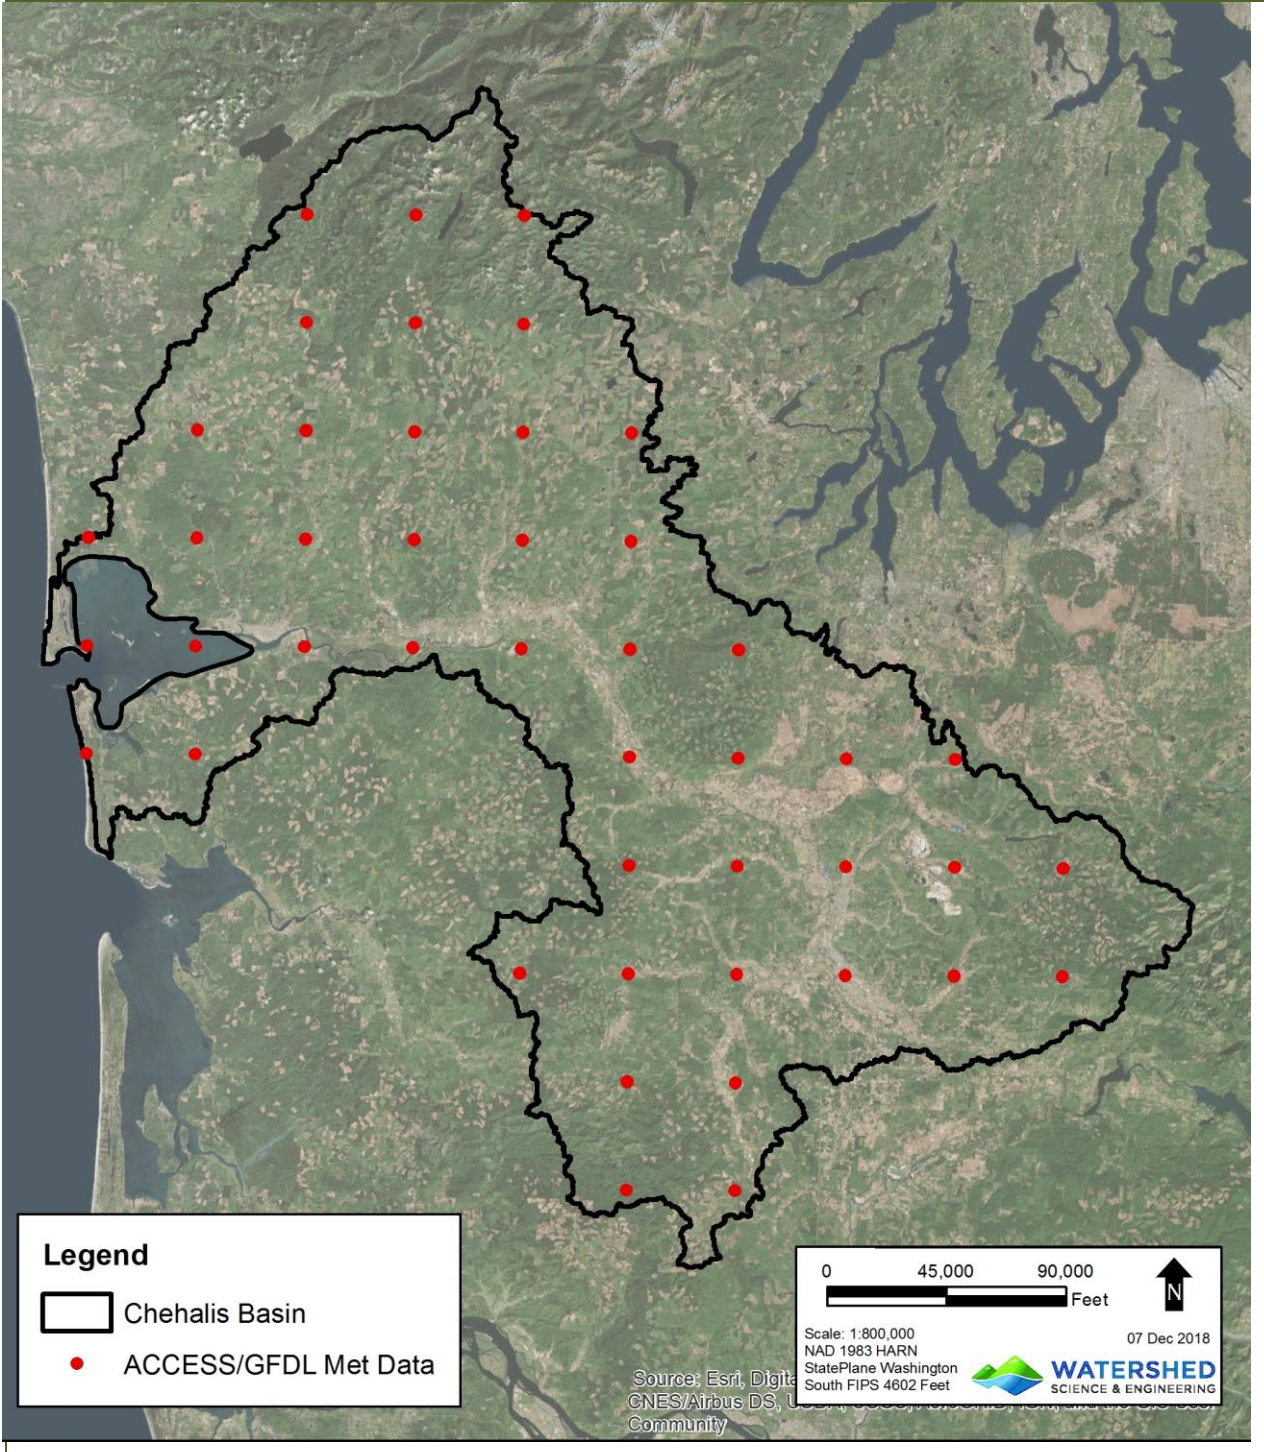 Legend
Chehalis Basin
ACCESS/GFDL Met Data
0 45,000 90,000
Feet
N
Scale: 1:800,000
NAD 1983 HARN
StatePlane Washington
South FIPS 4602 Feet
07 Dec 2018
WATERSHED
SCIENCE & ENGINEERING
Source: Esri,
CNES/Airbus DS,
Community